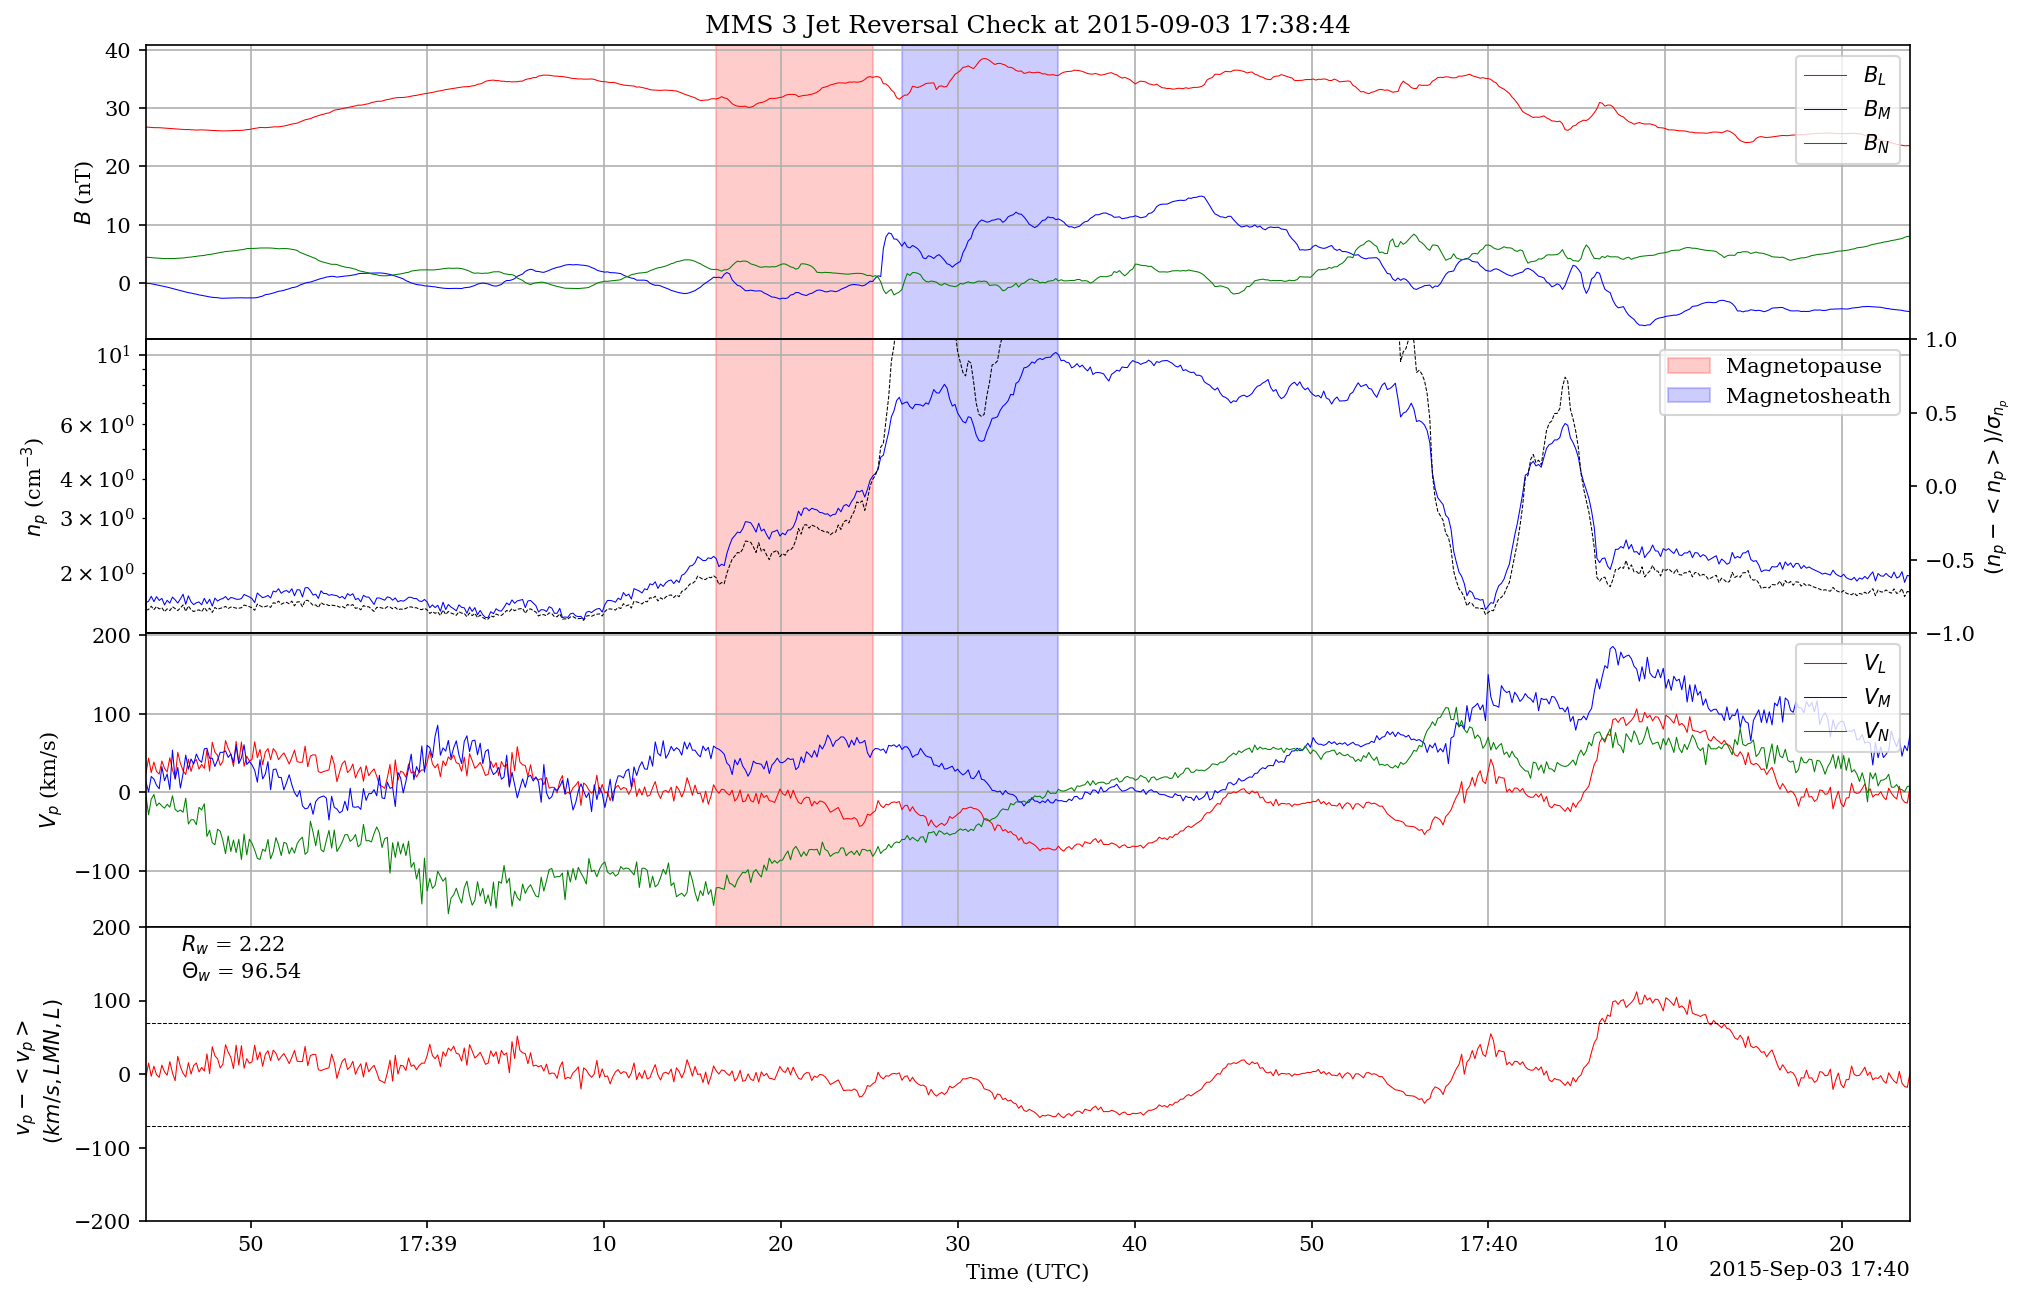 MMS 3 Jet Reversal Check at 2015-09-03 17:38:44
40
30
20
10
0
B (nT)
B_L
B_M
B_N
10^1
6 × 10^0
4 × 10^0
3 × 10^0
2 × 10^0
n_p (cm^−3)
Magnetopause
Magnetosheath
1.0
0.5
0.0
−0.5
−1.0
(n_p − < n_p >)/σ_{n_p}
200
100
0
−100
V_p (km/s)
V_L
V_M
V_N
200
100
0
−100
−200
v_p − < v_p >
(km/s, LMN, L)
R_w = 2.22
Θ_w = 96.54
50
17:39
10
20
30
40
50
17:40
10
20
Time (UTC)
2015-Sep-03 17:40